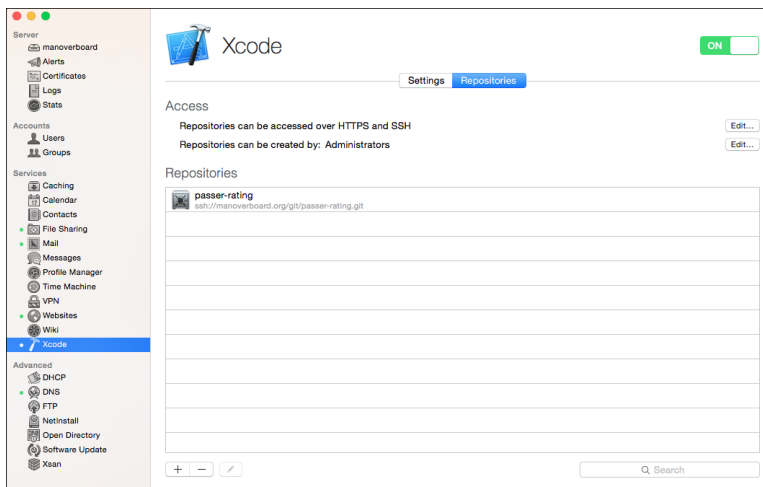 Server
manoverboard
Alerts
Certificates
Logs
Stats
Accounts
Users
Groups
Services
Caching
Calendar
Contacts
File Sharing
Mail
Messages
Profile Manager
Time Machine
VPN
Websites
Wiki
Xcode
Advanced
DHCP
DNS
FTP
NetInstall
Open Directory
Software Update
Xsan
Xcode
ON
Settings Repositories
Access
Repositories can be accessed over HTTPS and SSH Edit...
Repositories can be created by: Administrators Edit...
Repositories
passer-rating
ssh://manoverboard.org/git/passer-rating.git
+ −
Search